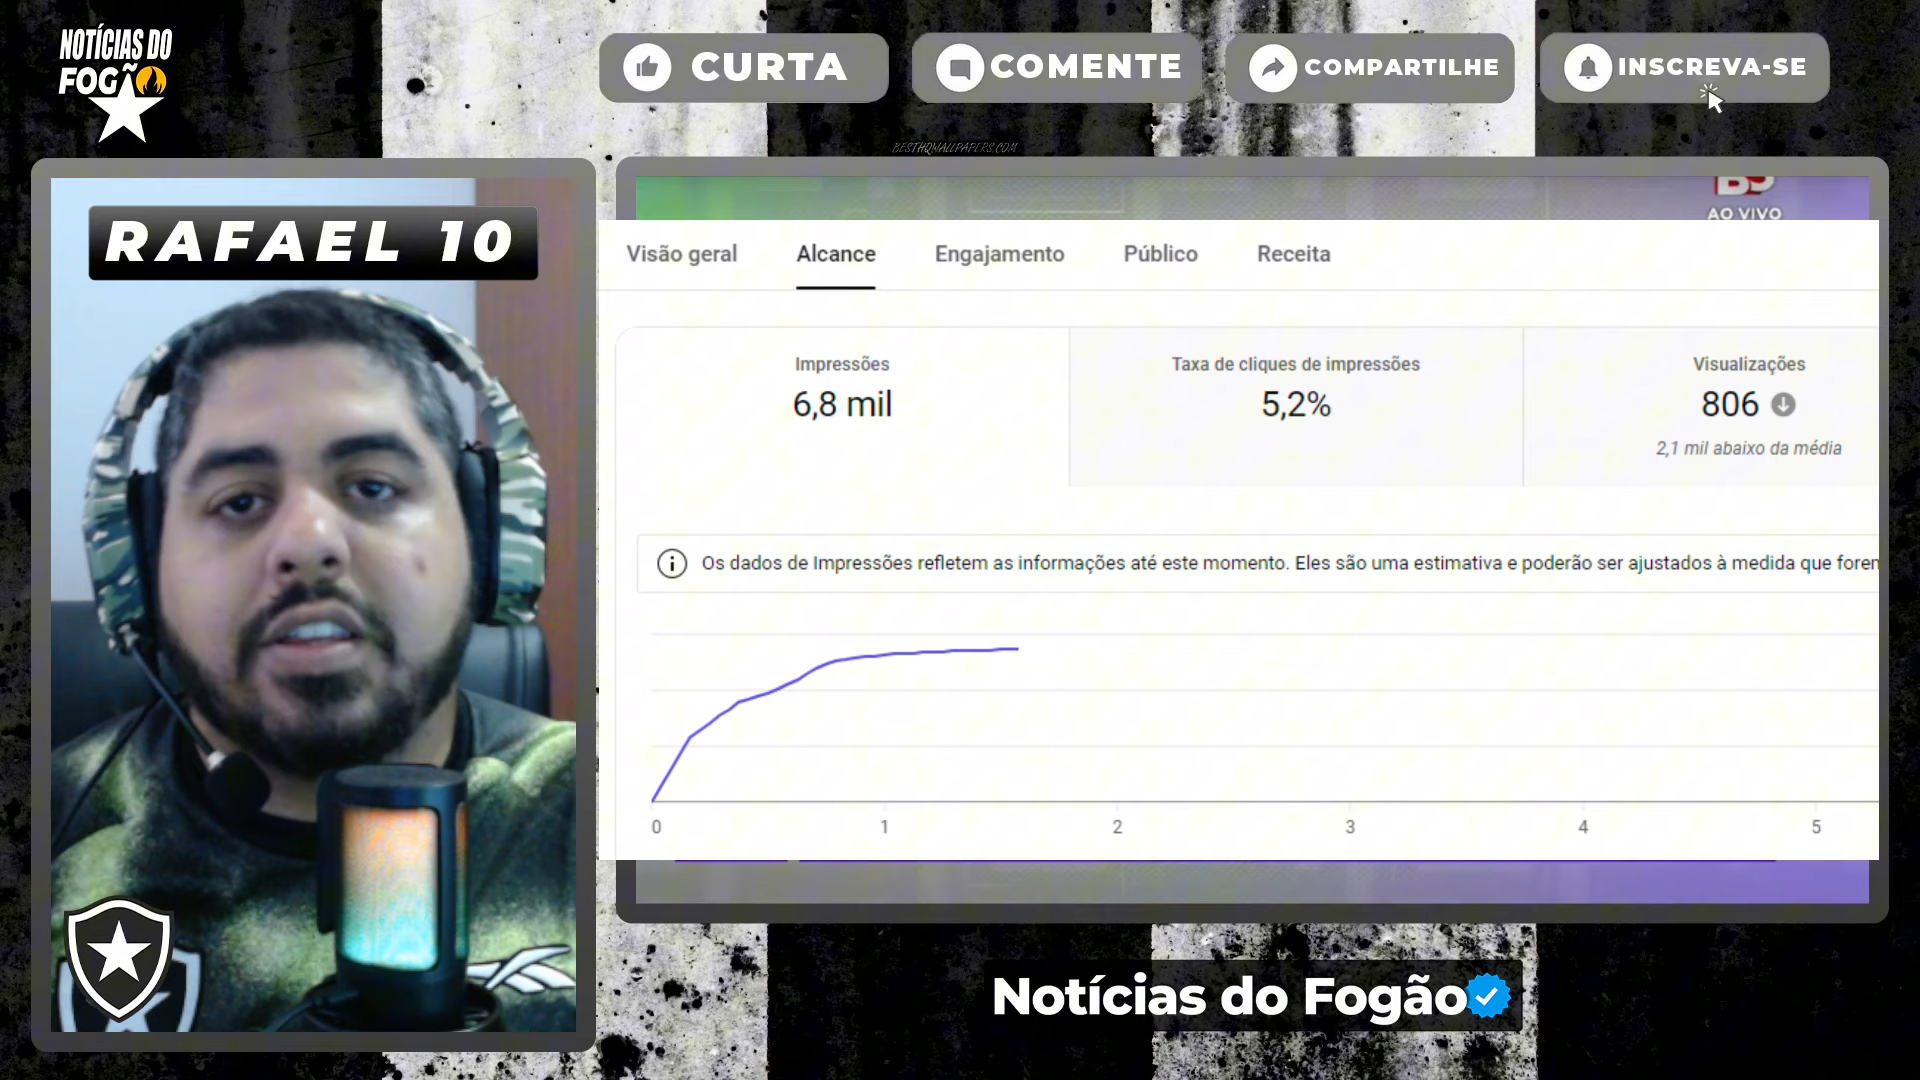 NOTÍCIAS DO
FOGÃO
CURTA
COMENTE
COMPARTILHE
INSCREVA-SE
BESTHQWALLPAPERS.COM
RAFAEL 10
AO VIVO
Visão geral
Alcance
Engajamento
Público
Receita
Impressões
6,8 mil
Taxa de cliques de impressões
5,2%
Visualizações
806
2,1 mil abaixo da média
Os dados de Impressões refletem as informações até este momento. Eles são uma estimativa e poderão ser ajustados à medida que foren
0 1 2 3 4 5
Notícias do Fogão